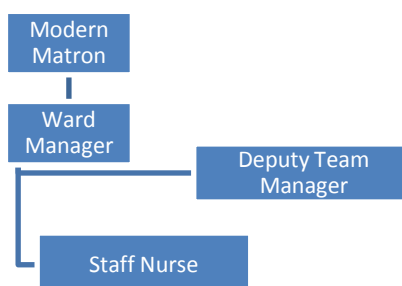 Modern
Matron
Ward
Manager
Deputy Team
Manager
Staff Nurse